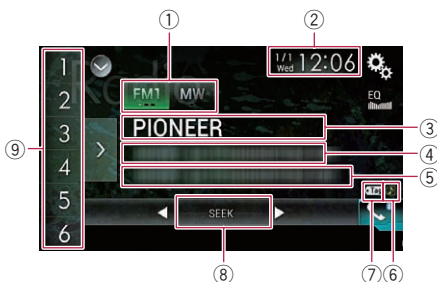 ① ②
1/1 Wed 12:06
Radio
FM1 MW
EQ
PIONEER
③
④
⑤
⑨
1
2
3
4
5
6
SEEK
⑧ ⑦ ⑥